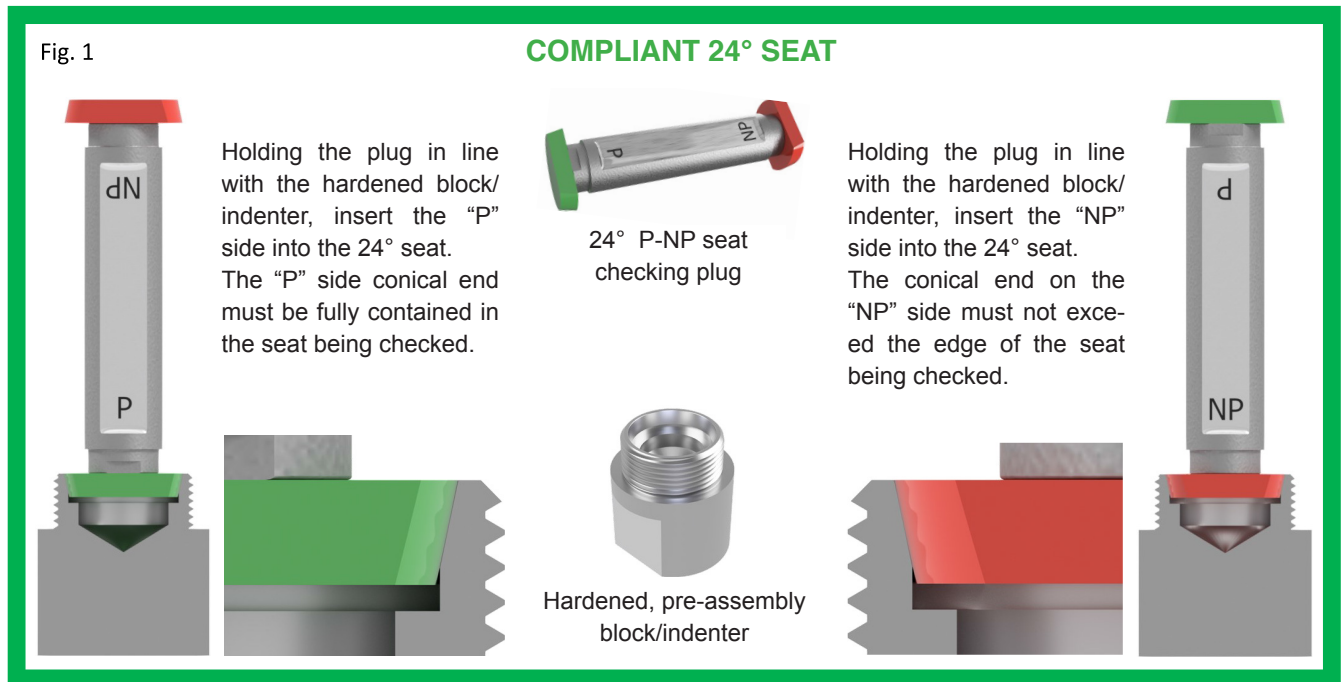 Fig. 1
COMPLIANT 24° SEAT
NP
P
Holding the plug in line
with the hardened block/
indenter, insert the “P”
side into the 24° seat.
The “P” side conical end
must be fully contained in
the seat being checked.
P
NP
24° P-NP seat
checking plug
Hardened, pre-assembly
block/indenter
Holding the plug in line
with the hardened block/
indenter, insert the “NP”
side into the 24° seat.
The conical end on the
“NP” side must not exce-
ed the edge of the seat
being checked.
P
NP